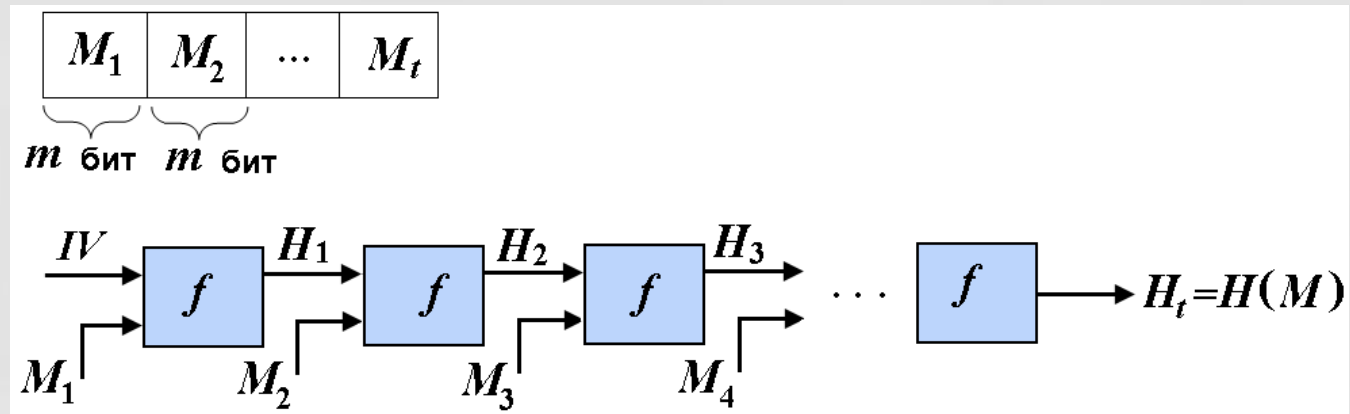 M₁ M₂ ... Mₜ
m бит m бит
IV H₁ H₂ H₃
f f f . . . f Hₜ=H(M)
M₁ M₂ M₃ M₄